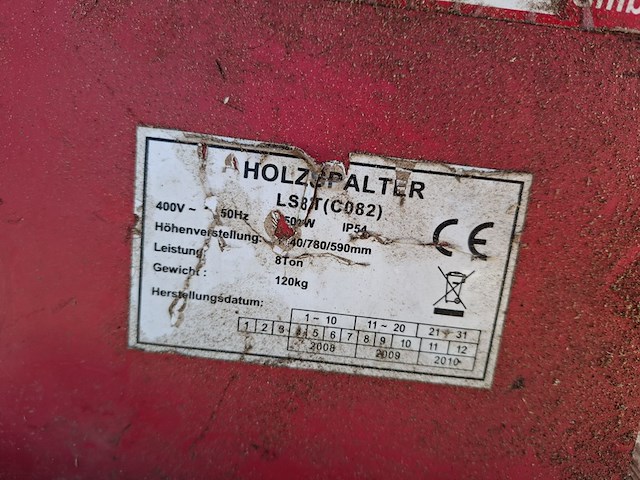 HOLZSPALTER
LS8T(C082)
400V ~ 50Hz IP54
Höhenverstellung: 40/780/590mm
Leistung: 8Ton
Gewicht : 120kg
Herstellungsdatum:
1 ~ 10 11 ~ 20 21 ~ 31
1 2 3 4 5 6 7 8 9 10 11 12
2008 2009 2010
CE